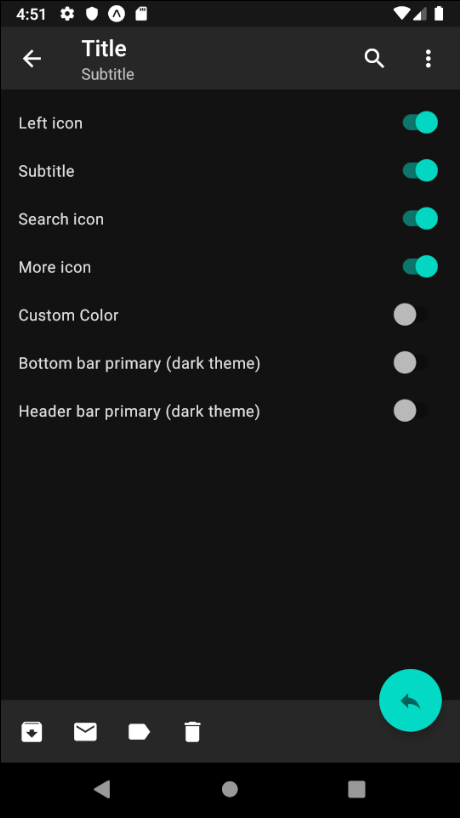 4:51
Title
Subtitle
Left icon
Subtitle
Search icon
More icon
Custom Color
Bottom bar primary (dark theme)
Header bar primary (dark theme)